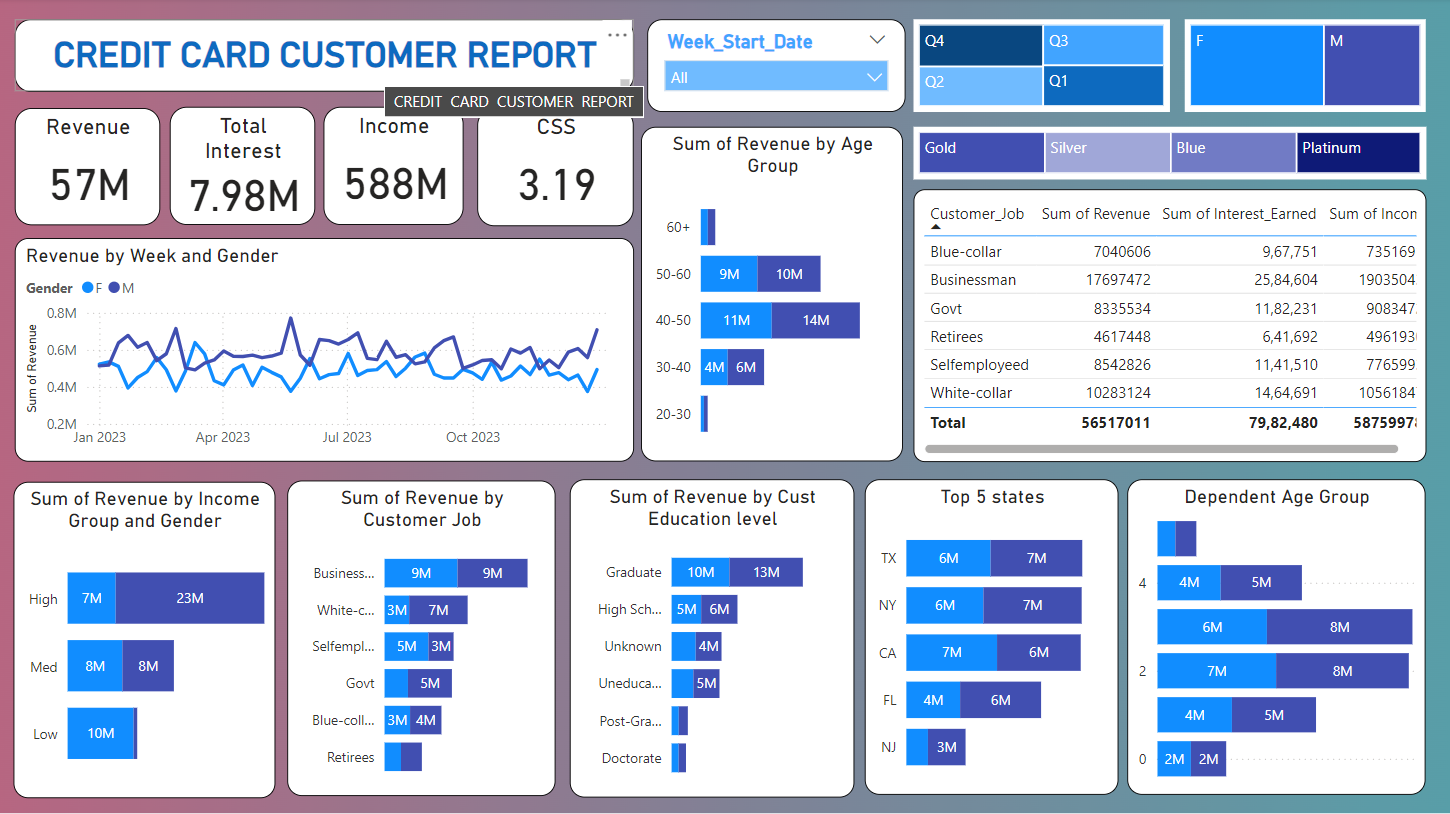 CREDIT CARD CUSTOMER REPORT
CREDIT CARD CUSTOMER REPORT
Week_Start_Date
All
Q4
Q3
Q2
Q1
F
M
Gold
Silver
Blue
Platinum
Revenue
57M
Total
Interest
7.98M
Income
588M
CSS
3.19
Revenue by Week and Gender
Gender F M
Sum of Revenue
0.8M
0.6M
0.4M
0.2M
Jan 2023 Apr 2023 Jul 2023 Oct 2023
Sum of Revenue by Age
Group
60+
50-60 9M 10M
40-50 11M 14M
30-40 4M 6M
20-30
Customer_Job Sum of Revenue Sum of Interest_Earned Sum of Incom
Blue-collar 7040606 9,67,751 735169
Businessman 17697472 25,84,604 1903504
Govt 8335534 11,82,231 908347
Retirees 4617448 6,41,692 496193
Selfemployeed 8542826 11,41,510 776599
White-collar 10283124 14,64,691 1056184
Total 56517011 79,82,480 5875997
Sum of Revenue by Income
Group and Gender
High 7M 23M
Med 8M 8M
Low 10M
Sum of Revenue by
Customer Job
Business... 9M 9M
White-c... 3M 7M
Selfempl... 5M 3M
Govt 5M
Blue-coll... 3M 4M
Retirees
Sum of Revenue by Cust
Education level
Graduate 10M 13M
High Sch... 5M 6M
Unknown 4M
Uneduca... 5M
Post-Gra...
Doctorate
Top 5 states
TX 6M 7M
NY 6M 7M
CA 7M 6M
FL 4M 6M
NJ 3M
Dependent Age Group
4 4M 5M
6M 8M
2 7M 8M
4M 5M
0 2M 2M